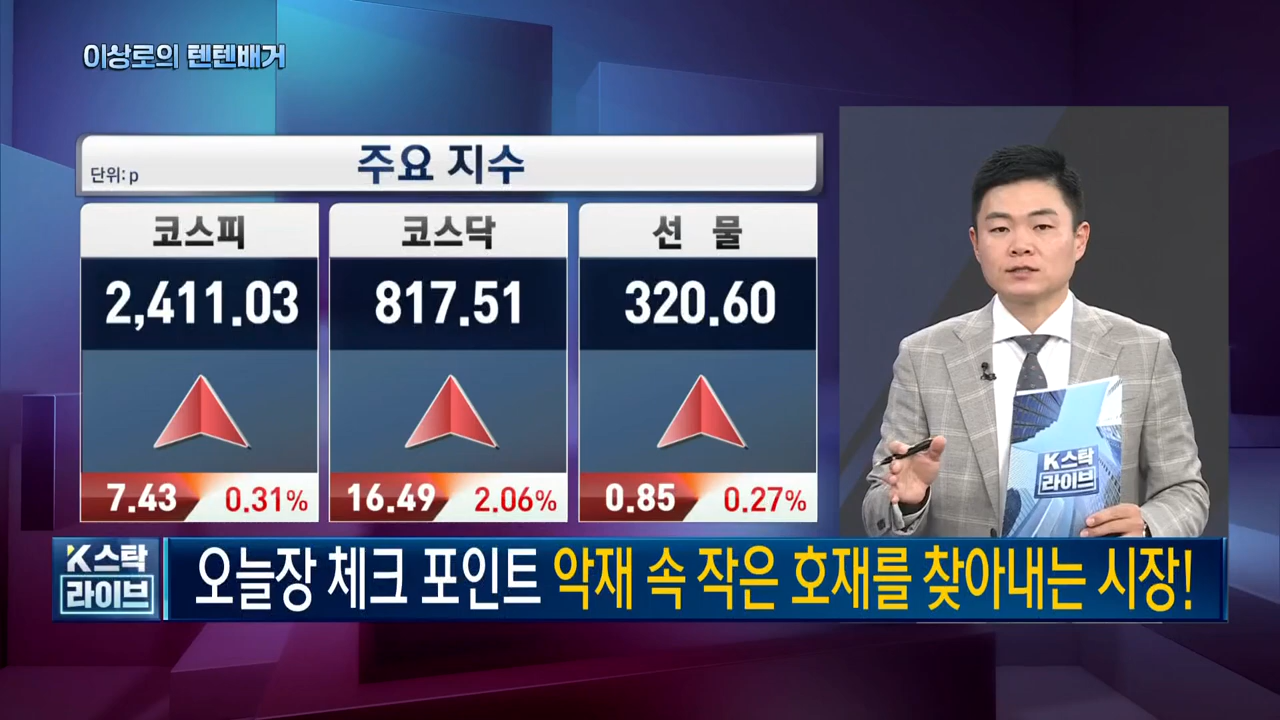 이상로의 텐텐배거
단위:p
주요 지수
코스피
2,411.03
7.43 0.31%
코스닥
817.51
16.49 2.06%
선 물
320.60
0.85 0.27%
K스탁
라이브
K스탁
라이브
오늘장 체크 포인트 악재 속 작은 호재를 찾아내는 시장!